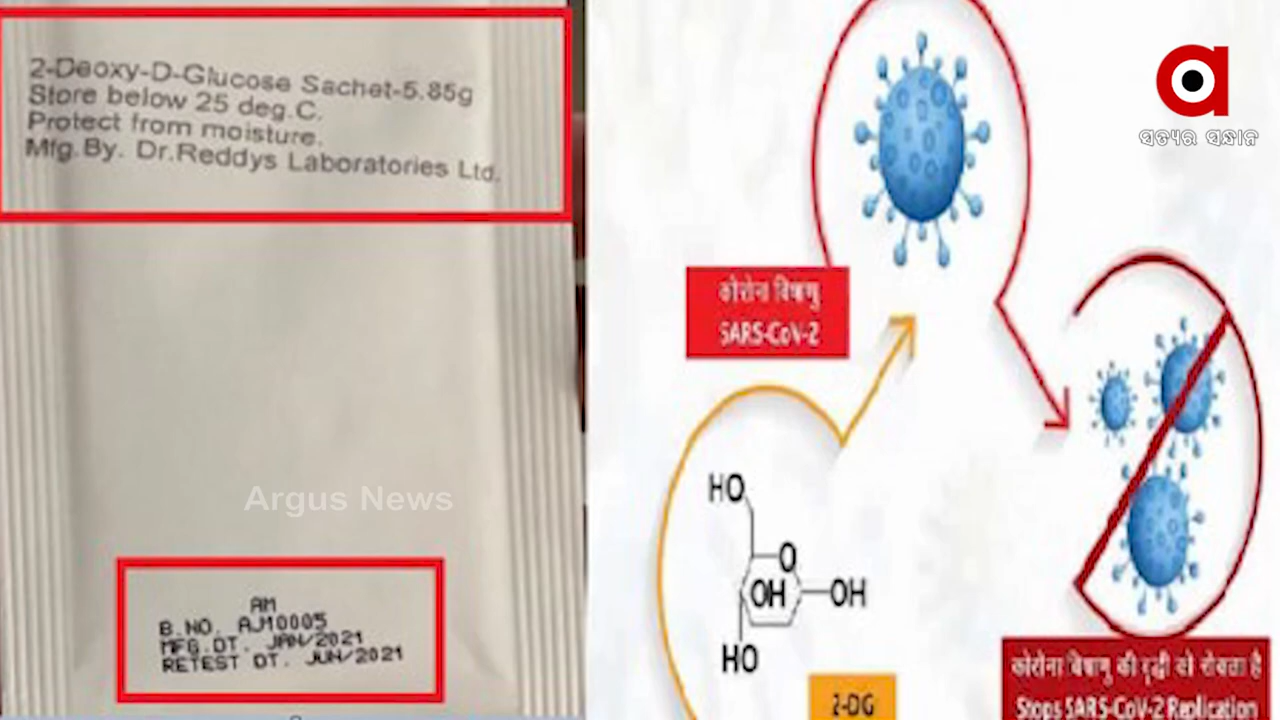 2-Deoxy-D-Glucose Sachet-5.85g
Store below 25 deg.C.
Protect from moisture.
Mfg.By. Dr.Reddys Laboratories Ltd.
Argus News
AM
B.NO. AJ10005
MFG.DT. JAN/2021
RETEST DT. JUN/2021
ସତ୍ୟର ସନ୍ଧାନ
कोरोना विषाणु
SARS-CoV-2
HO
O
OH
OH
HO
2-DG
कोरोना विषाणु की वृद्धी को रोकता है
Stops SARS-CoV-2 Replication